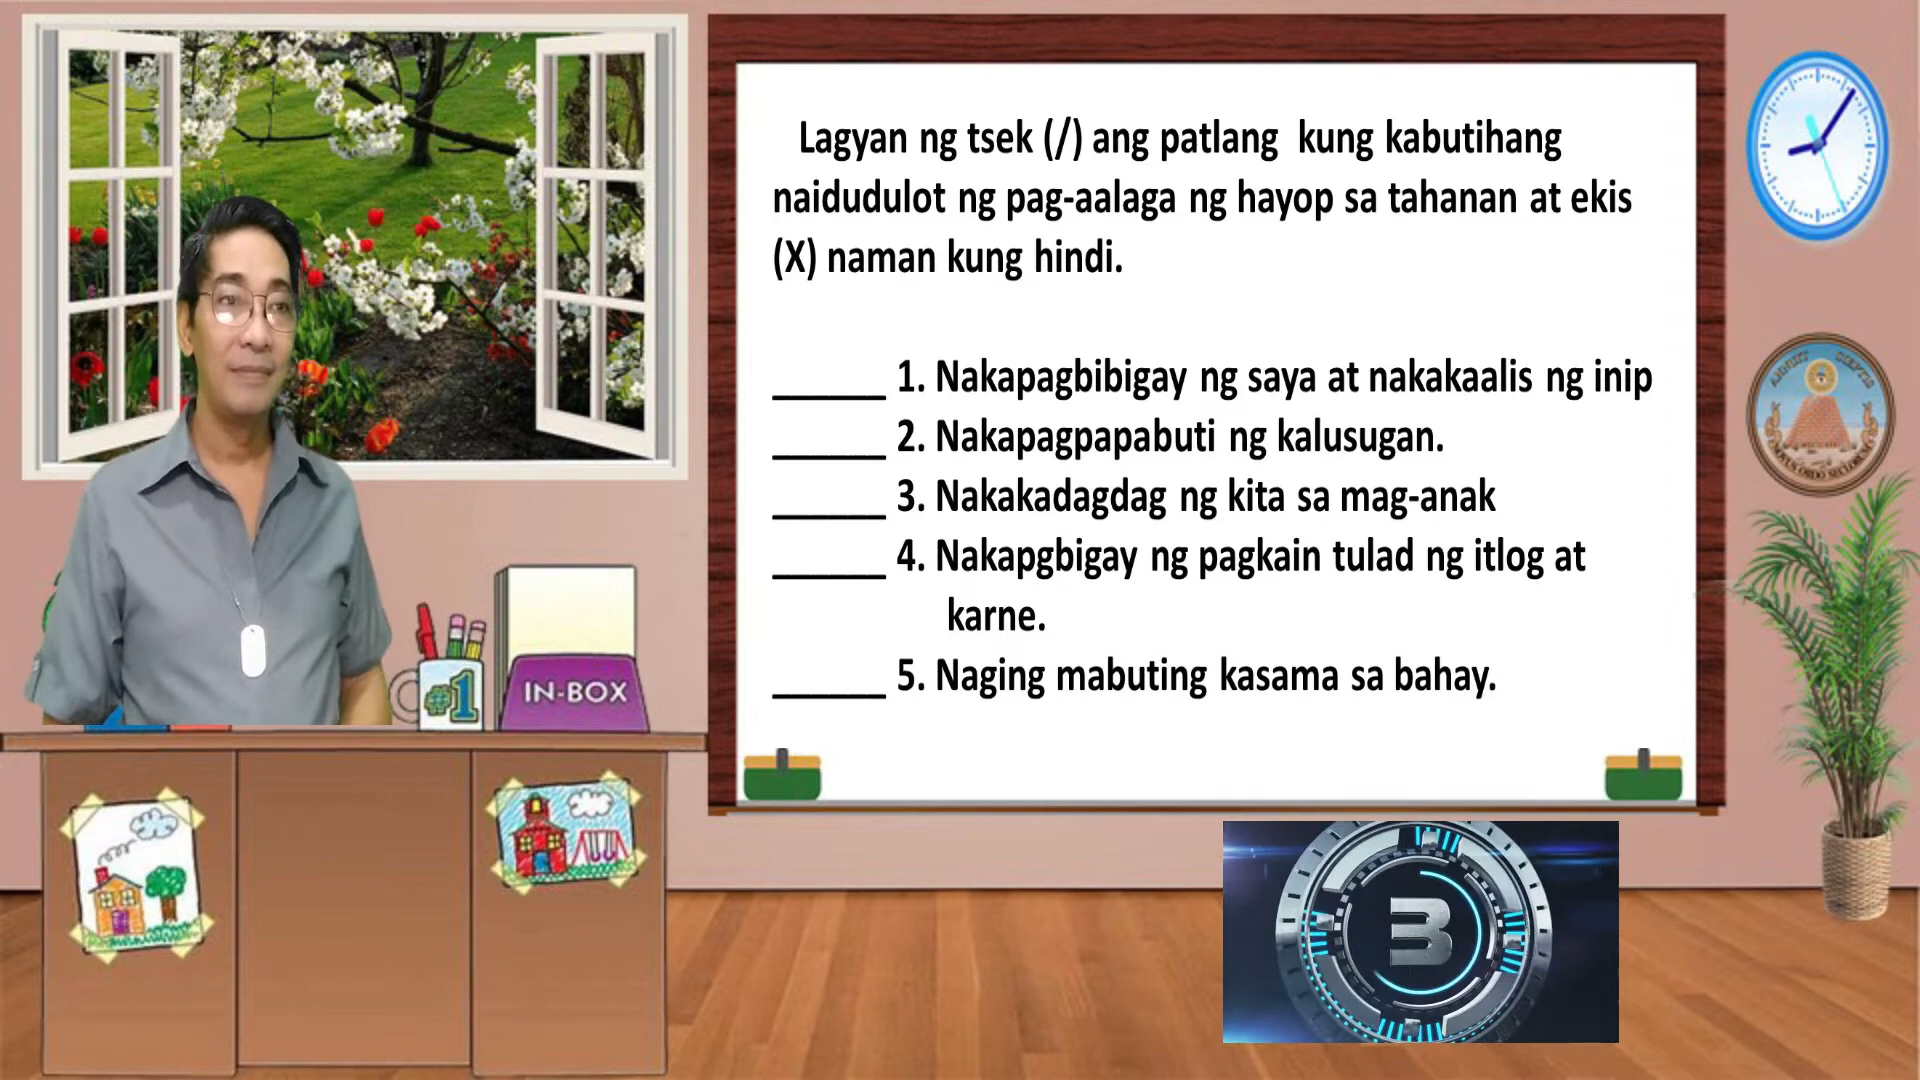 Lagyan ng tsek (/) ang patlang kung kabutihang
naidudulot ng pag-aalaga ng hayop sa tahanan at ekis
(X) naman kung hindi.
______ 1. Nakapagbibigay ng saya at nakakaalis ng inip
______ 2. Nakapagpapabuti ng kalusugan.
______ 3. Nakakadagdag ng kita sa mag-anak
______ 4. Nakapgbigay ng pagkain tulad ng itlog at
karne.
______ 5. Naging mabuting kasama sa bahay.
#1
IN-BOX
3